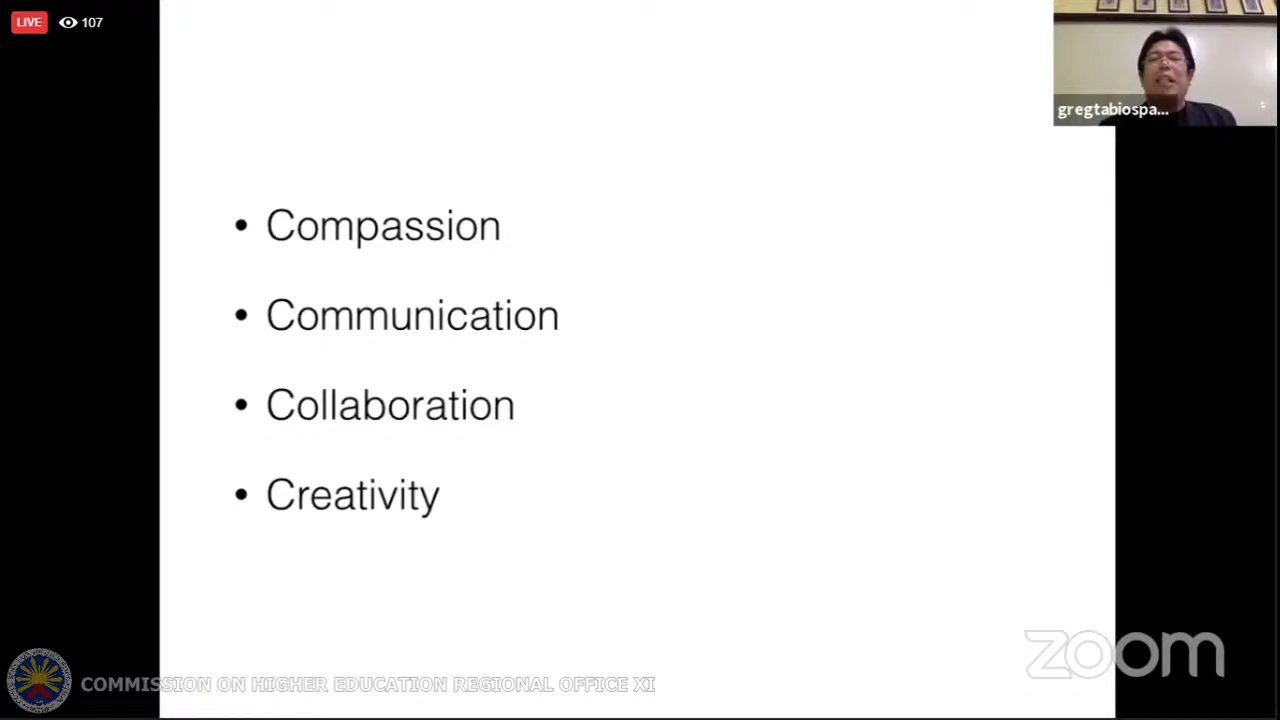 LIVE 107
gregtabiospa...
• Compassion
• Communication
• Collaboration
• Creativity
zoom
COMMISSION ON HIGHER EDUCATION REGIONAL OFFICE XI